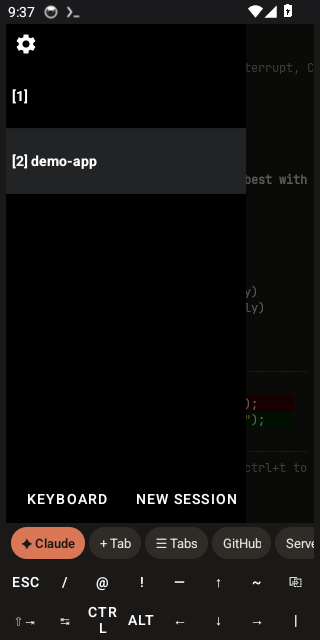 9:37
[1]
terrupt, C
[2] demo-app
best with
y)
ly)
);
");
ctrl+t to
KEYBOARD
NEW SESSION
Claude
+ Tab
☰ Tabs
GitHub
Serve
ESC / @ ! — ↑ ~
⇧⇥ ↹ CTR
L ALT ← ↓ → |